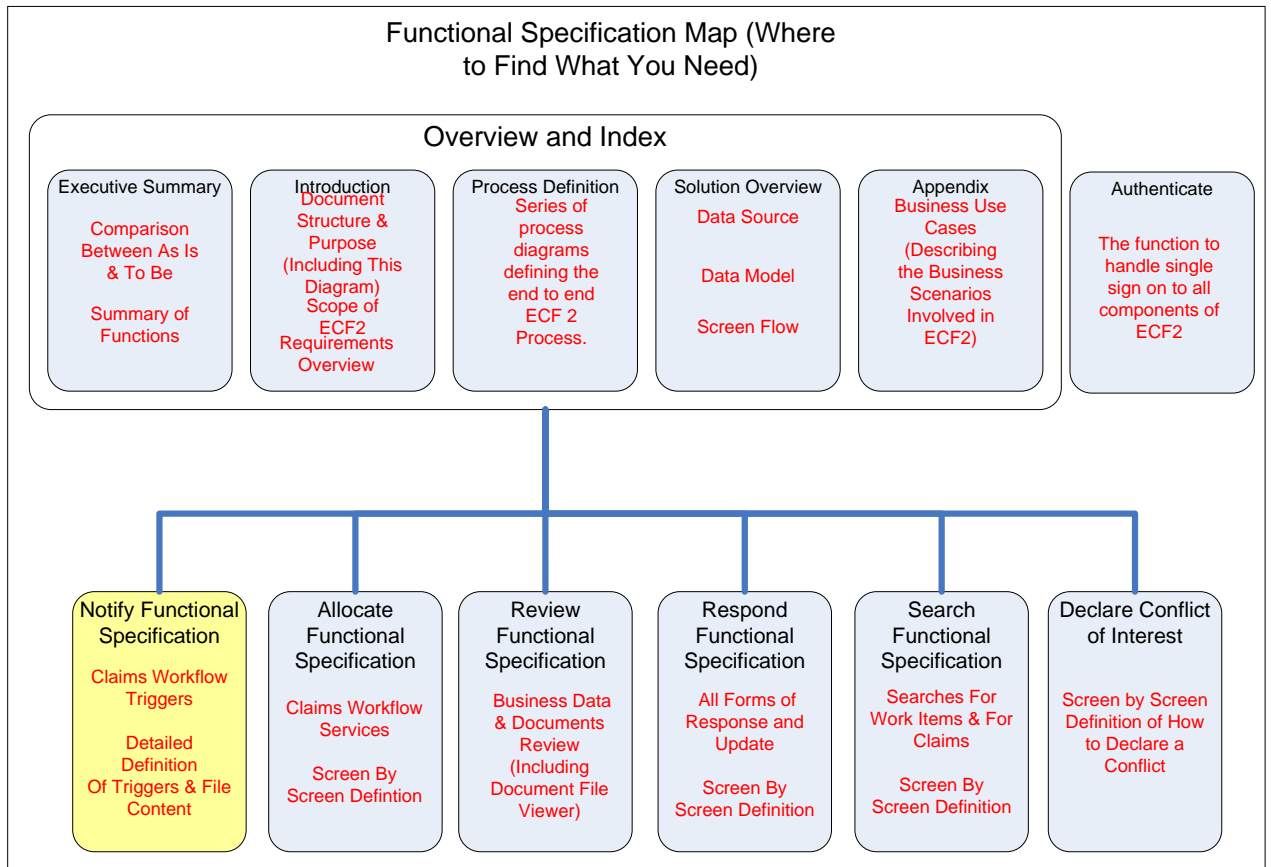 Functional Specification Map (Where
to Find What You Need)
Overview and Index
Executive Summary
Comparison
Between As Is
& To Be
Summary of
Functions
Introduction
Document
Structure &
Purpose
(Including This
Diagram)
Scope of
ECF2
Requirements
Overview
Process Definition
Series of
process
diagrams
defining the
end to end
ECF 2
Process.
Solution Overview
Data Source
Data Model
Screen Flow
Appendix
Business Use
Cases
(Describing
the Business
Scenarios
Involved in
ECF2)
Authenticate
The function to
handle single
sign on to all
components of
ECF2
Notify Functional
Specification
Claims Workflow
Triggers
Detailed
Definition
Of Triggers & File
Content
Allocate
Functional
Specification
Claims Workflow
Services
Screen By
Screen Defintion
Review
Functional
Specification
Business Data
& Documents
Review
(Including
Document File
Viewer)
Respond
Functional
Specification
All Forms of
Response and
Update
Screen By
Screen Definition
Search
Functional
Specification
Searches For
Work Items & For
Claims
Screen By
Screen Definition
Declare Conflict
of Interest
Screen by Screen
Definition of How
to Declare a
Conflict